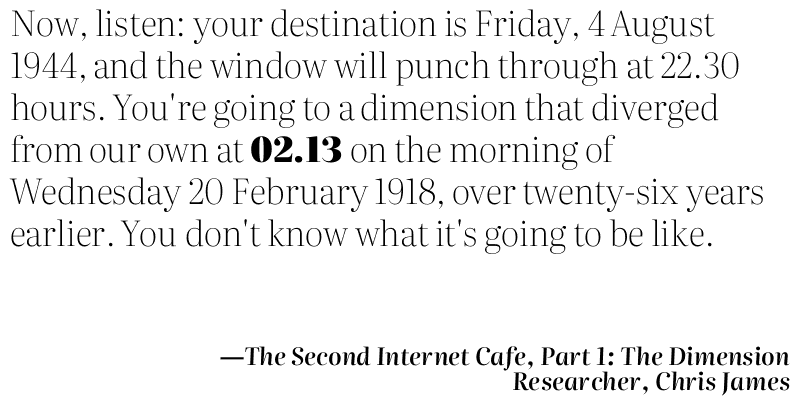 Now, listen: your destination is Friday, 4 August
1944, and the window will punch through at 22.30
hours. You're going to a dimension that diverged
from our own at 02.13 on the morning of
Wednesday 20 February 1918, over twenty-six years
earlier. You don't know what it's going to be like.
—The Second Internet Cafe, Part 1: The Dimension
Researcher, Chris James